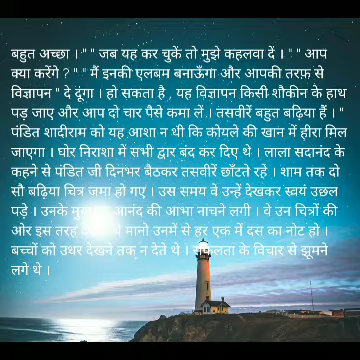 बहुत अच्छा । " " जब यह कर चुकें तो मुझे कहलवा दें । " " आप
क्या करेंगे ? " " मैं इनकी एलबम बनाऊँगा और आपकी तरफ़ से
विज्ञापन " दे दूंगा । हो सकता है , यह विज्ञापन किसी शौकीन के हाथ
पड़ जाए और आप दो चार पैसे कमा लें । तसवीरें बहुत बढ़िया हैं । "
पंडित शादीराम को यह आशा न थी कि कोयले की खान में हीरा मिल
जाएगा । घोर निराशा में सभी द्वार बंद कर दिए थे । लाला सदानंद के
कहने से पंडित जी दिनभर बैठकर तसवीरें छाँटते रहे । शाम तक दो
सौ बढ़िया चित्र जमा हो गए । उस समय वे उन्हें देखकर स्वयं उछल
पड़े । उनके आनंद की आभा नाचने लगी । वे उन चित्रों की
ओर इस तरह मानो उनमें से हर एक में दस का नोट हो ।
बच्चों को उधर देखने तक न देते थे । सफलता के विचार से झूमने
लगे थे ।